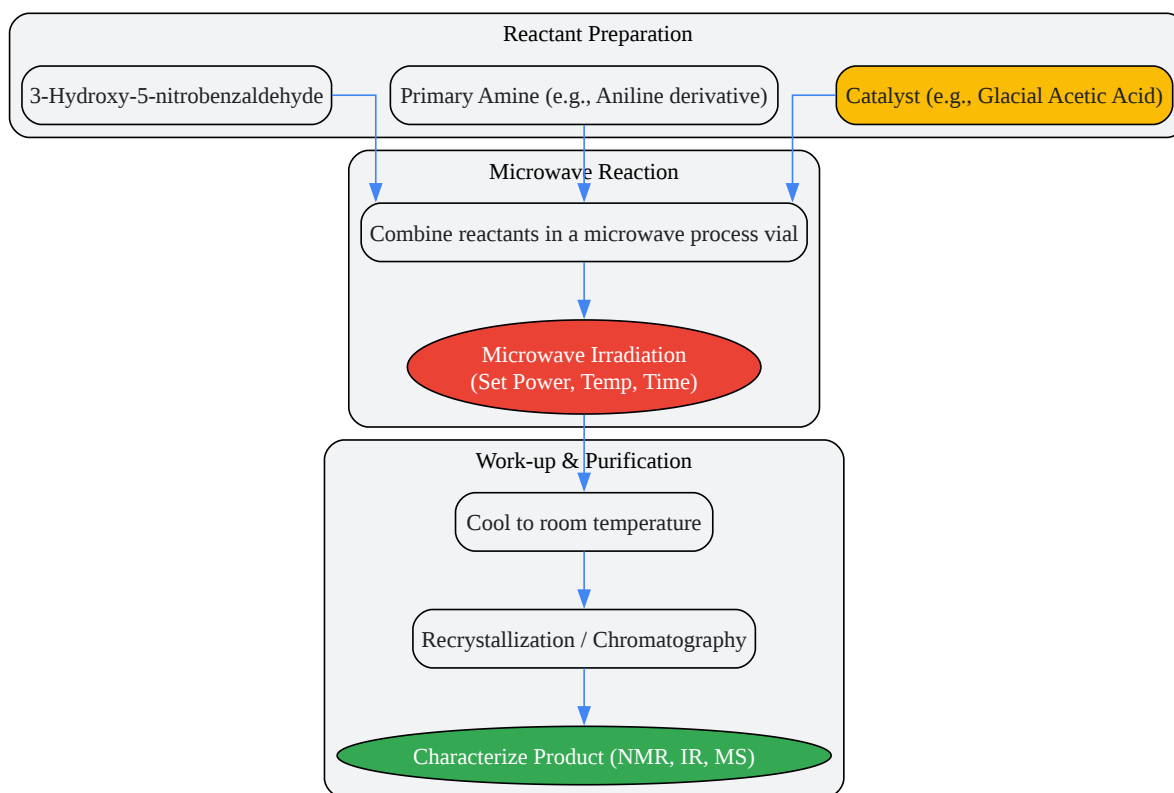 Reactant Preparation
3-Hydroxy-5-nitrobenzaldehyde
Primary Amine (e.g., Aniline derivative)
Catalyst (e.g., Glacial Acetic Acid)
Microwave Reaction
Combine reactants in a microwave process vial
Microwave Irradiation
(Set Power, Temp, Time)
Work-up & Purification
Cool to room temperature
Recrystallization / Chromatography
Characterize Product (NMR, IR, MS)